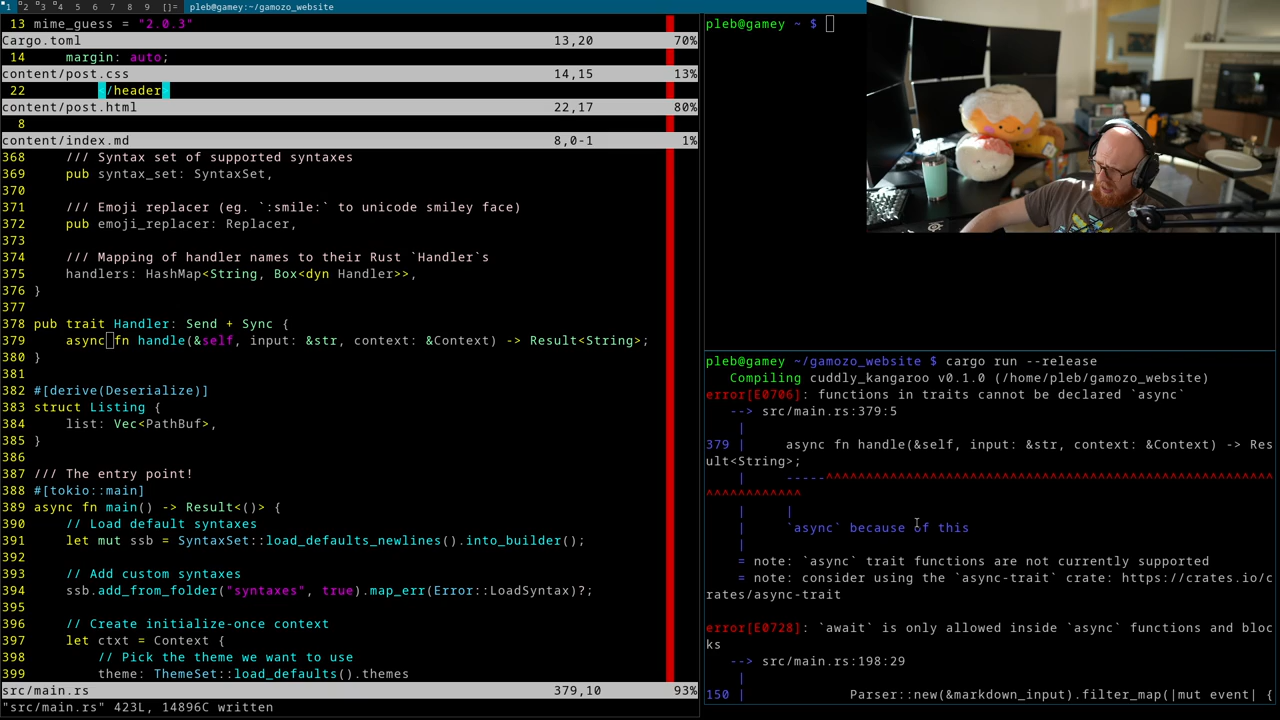 1 2 3 4 5 6 7 8 9 []= pleb@gamey:~/gamozo_website
13 mime_guess = "2.0.3"
Cargo.toml 13,20 70%
14     margin: auto;
content/post.css 14,15 13%
22         </header>
content/post.html 22,17 80%
8
content/index.md 8,0-1 1%
368     /// Syntax set of supported syntaxes
369     pub syntax_set: SyntaxSet,
370
371     /// Emoji replacer (eg. `:smile:` to unicode smiley face)
372     pub emoji_replacer: Replacer,
373
374     /// Mapping of handler names to their Rust `Handler`s
375     handlers: HashMap<String, Box<dyn Handler>>,
376 }
377
378 pub trait Handler: Send + Sync {
379     async fn handle(&self, input: &str, context: &Context) -> Result<String>;
380 }
381
382 #[derive(Deserialize)]
383 struct Listing {
384     list: Vec<PathBuf>,
385 }
386
387 /// The entry point!
388 #[tokio::main]
389 async fn main() -> Result<()> {
390     // Load default syntaxes
391     let mut ssb = SyntaxSet::load_defaults_newlines().into_builder();
392
393     // Add custom syntaxes
394     ssb.add_from_folder("syntaxes", true).map_err(Error::LoadSyntax)?;
395
396     // Create initialize-once context
397     let ctxt = Context {
398         // Pick the theme we want to use
399         theme: ThemeSet::load_defaults().themes
src/main.rs 379,10 93%
"src/main.rs" 423L, 14896C written
pleb@gamey ~ $
pleb@gamey ~/gamozo_website $ cargo run --release
   Compiling cuddly_kangaroo v0.1.0 (/home/pleb/gamozo_website)
error[E0706]: functions in traits cannot be declared `async`
   --> src/main.rs:379:5
    |
379 |     async fn handle(&self, input: &str, context: &Context) -> Res
ult<String>;
    |     -----^^^^^^^^^^^^^^^^^^^^^^^^^^^^^^^^^^^^^^^^^^^^^^^^^^^^^^^^
^^^^^^^^^^^^
    |     |
    |     `async` because of this
    |
    = note: `async` trait functions are not currently supported
    = note: consider using the `async-trait` crate: https://crates.io/c
rates/async-trait
error[E0728]: `await` is only allowed inside `async` functions and bloc
ks
   --> src/main.rs:198:29
    |
150 |             Parser::new(&markdown_input).filter_map(|mut event| {